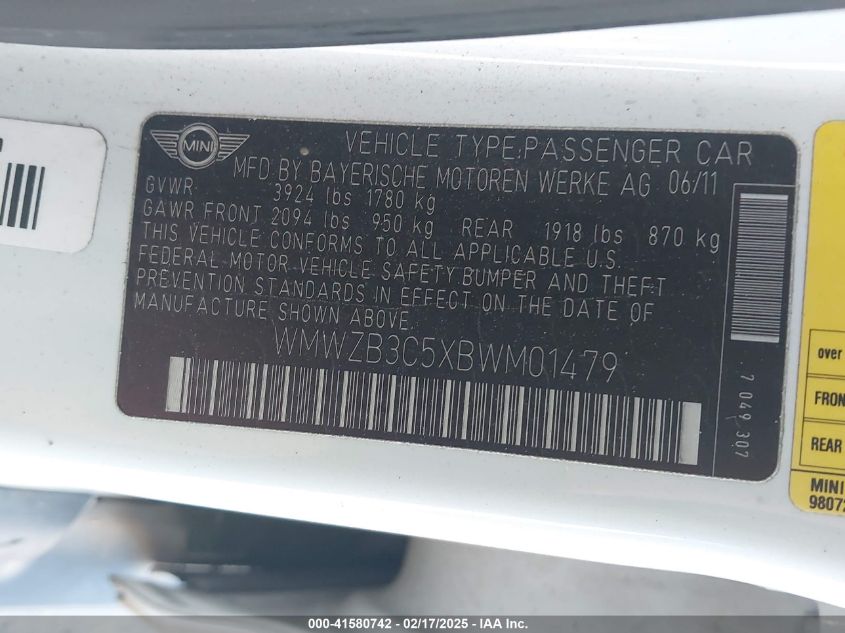 MINI
VEHICLE TYPE:PASSENGER CAR
MFD BY BAYERISCHE MOTOREN WERKE AG 06/11
GVWR: 3924 lbs 1780 kg
GAWR FRONT 2094 lbs 950 kg REAR 1918 lbs 870 kg
THIS VEHICLE CONFORMS TO ALL APPLICABLE U.S.
FEDERAL MOTOR VEHICLE SAFETY,BUMPER AND THEFT
PREVENTION STANDARDS IN EFFECT ON THE DATE OF
MANUFACTURE SHOWN ABOVE.
WMWZB3C5XBWM01479
7 049 307
over
FRON
REAR
MINI
9807
000-41580742 - 02/17/2025 - IAA Inc.